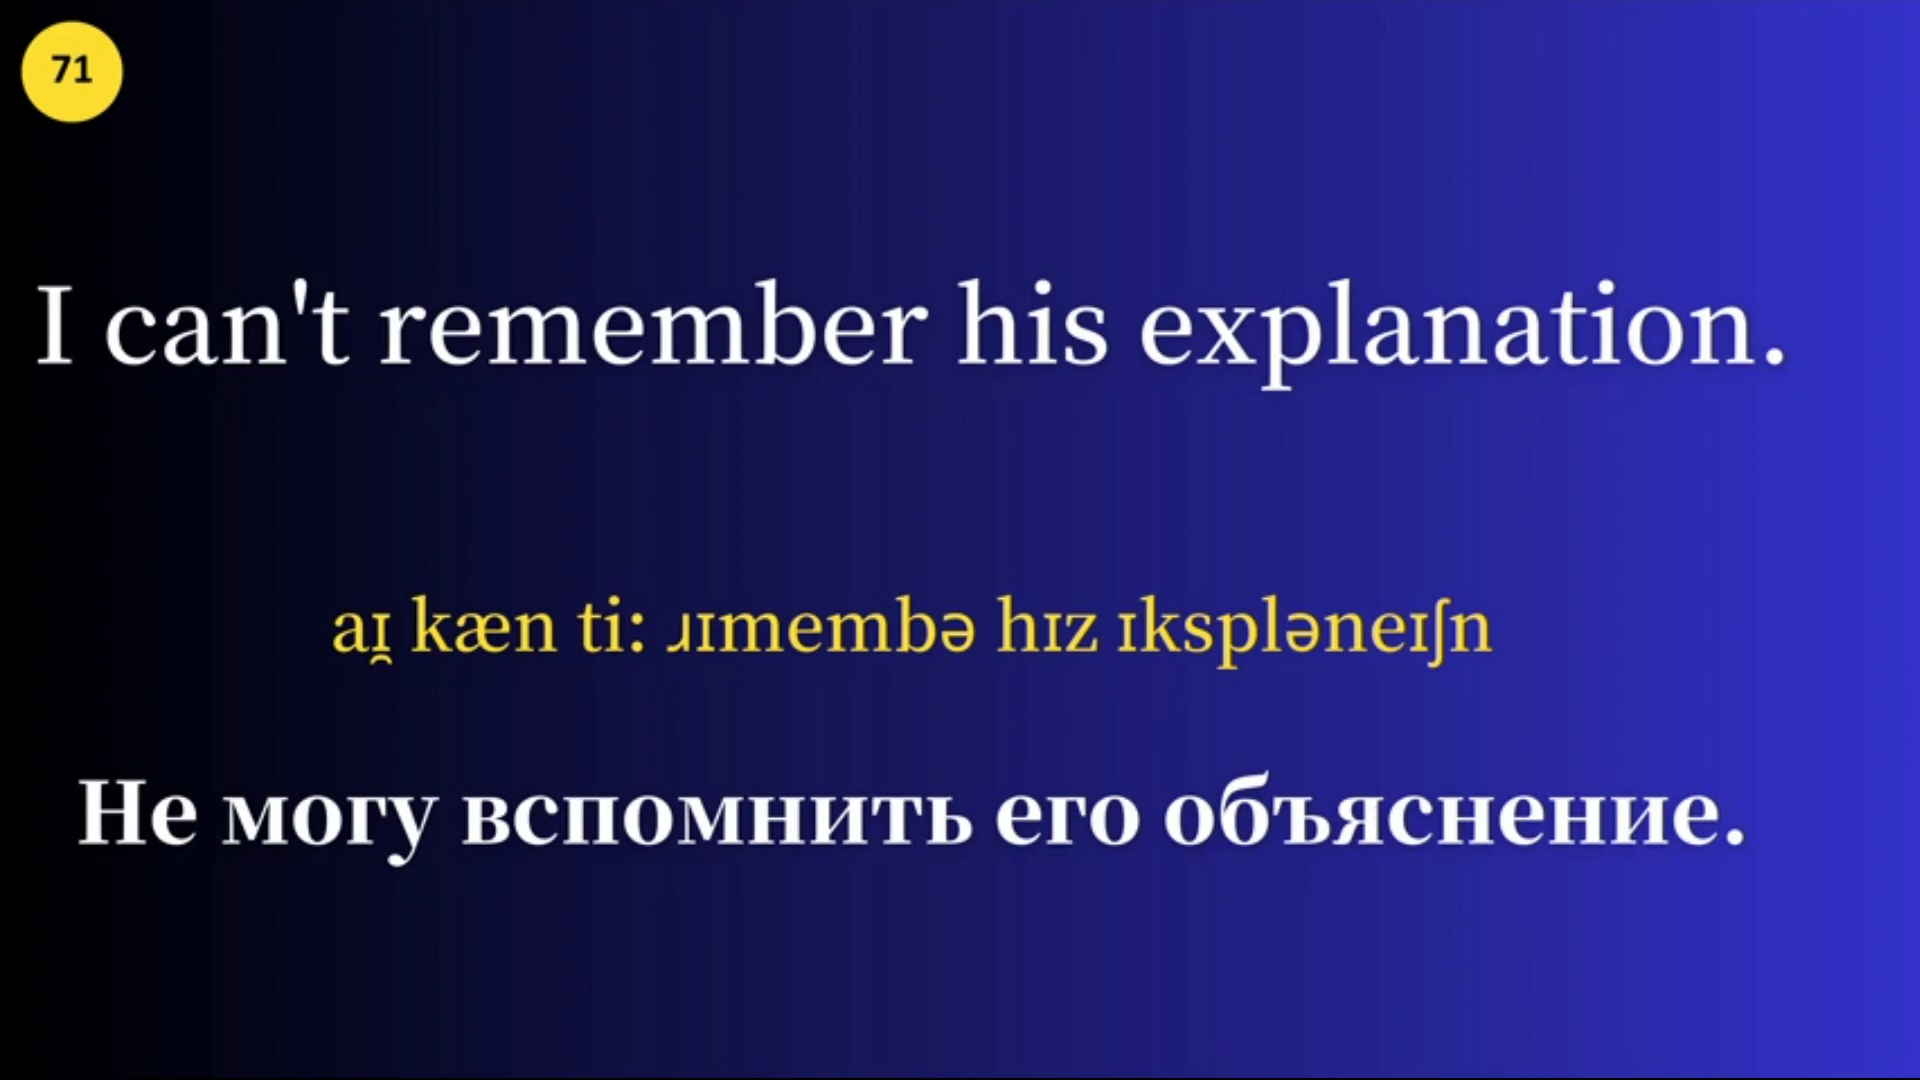 71
I can't remember his explanation.
aɪ̯ kæn ti: ɹɪmembə hɪz ɪkspləneɪʃn
Не могу вспомнить его объяснение.